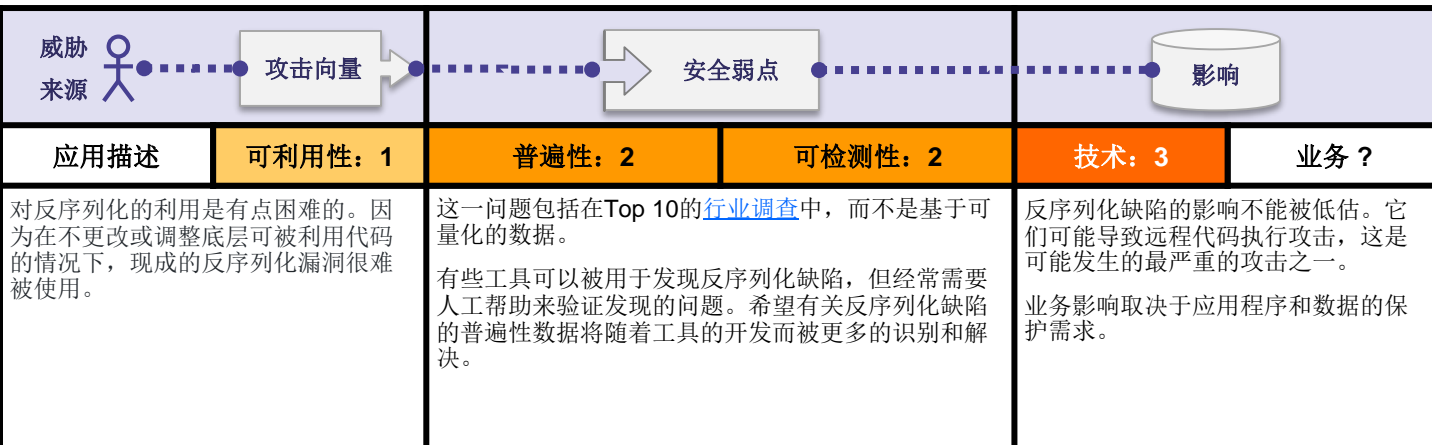 威胁
来源
攻击向量
安全弱点
影响
应用描述
可利用性：1
普遍性：2
可检测性：2
技术：3
业务 ?
对反序列化的利用是有点困难的。因
为在不更改或调整底层可被利用代码
的情况下，现成的反序列化漏洞很难
被使用。
这一问题包括在Top 10的行业调查中，而不是基于可
量化的数据。
有些工具可以被用于发现反序列化缺陷，但经常需要
人工帮助来验证发现的问题。希望有关反序列化缺陷
的普遍性数据将随着工具的开发而被更多的识别和解
决。
反序列化缺陷的影响不能被低估。它
们可能导致远程代码执行攻击，这是
可能发生的最严重的攻击之一。
业务影响取决于应用程序和数据的保
护需求。